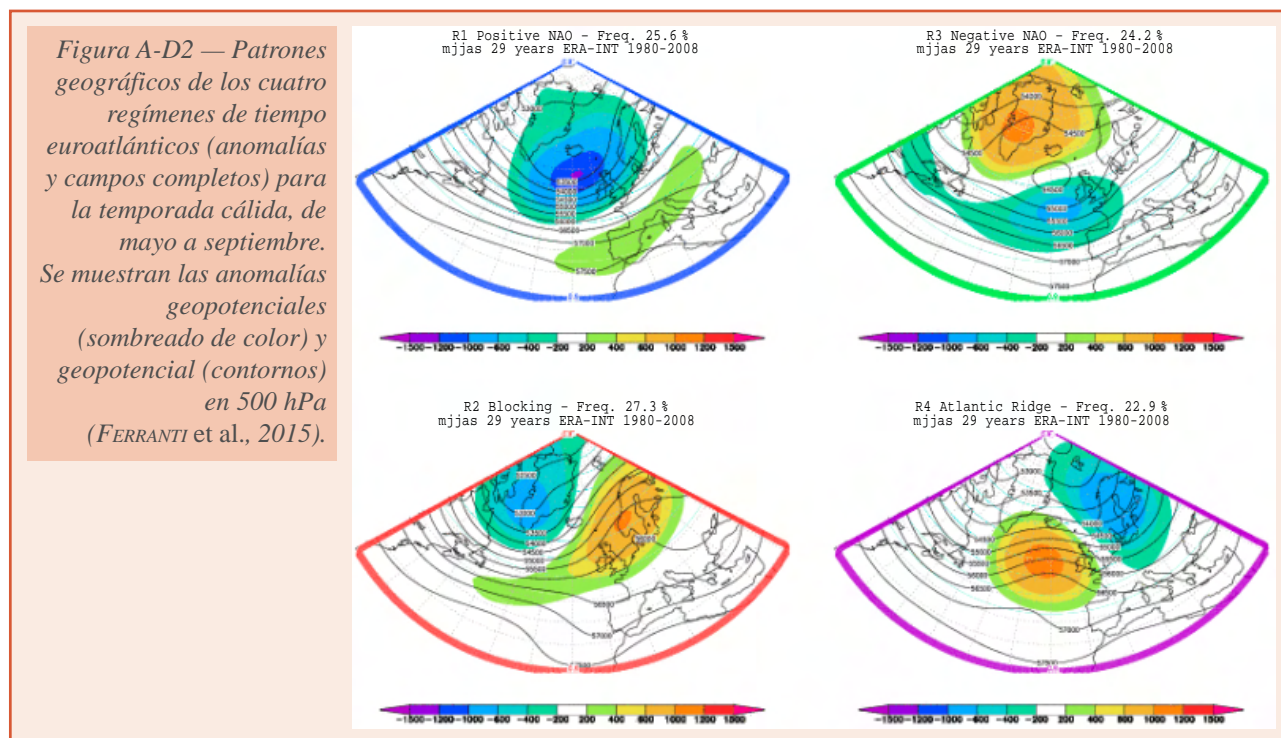 Figura A-D2 — Patrones
geográficos de los cuatro
regímenes de tiempo
euroatlánticos (anomalías
y campos completos) para
la temporada cálida, de
mayo a septiembre.
Se muestran las anomalías
geopotenciales
(sombreado de color) y
geopotencial (contornos)
en 500 hPa
(FERRANTI et al., 2015).
R1 Positive NAO - Freq. 25.6 %
mjjas 29 years ERA-INT 1980-2008
-1500 -1200 -1000 -800 -400 -200 200 400 800 1000 1200 1500
R3 Negative NAO - Freq. 24.2 %
mjjas 29 years ERA-INT 1980-2008
-1500 -1200 -1000 -600 -400 -200 200 400 800 1000 1200 1500
R2 Blocking - Freq. 27.3 %
mjjas 29 years ERA-INT 1980-2008
-1500 -1200 -1000 -600 -400 -200 200 400 800 1000 1200 1500
R4 Atlantic Ridge - Freq. 22.9 %
mjjas 29 years ERA-INT 1980-2008
-1500 -1200 -1000 -600 -400 -200 200 400 800 1000 1200 1500